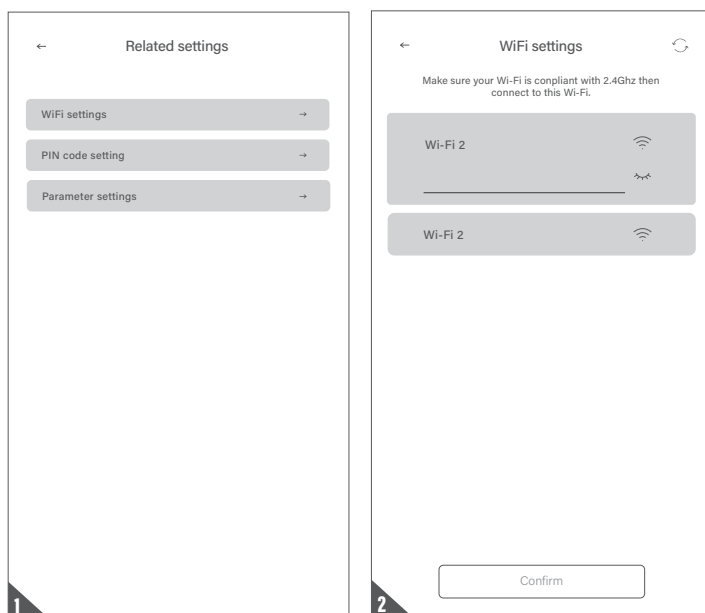 Related settings
WiFi settings
PIN code setting
Parameter settings
1
WiFi settings
Make sure your Wi-Fi is conpliant with 2.4Ghz then
connect to this Wi-Fi.
Wi-Fi 2
Wi-Fi 2
Confirm
2